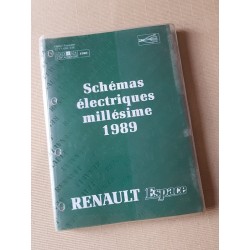 Schémas
électriques
millésime
1989
RENAULT Espace